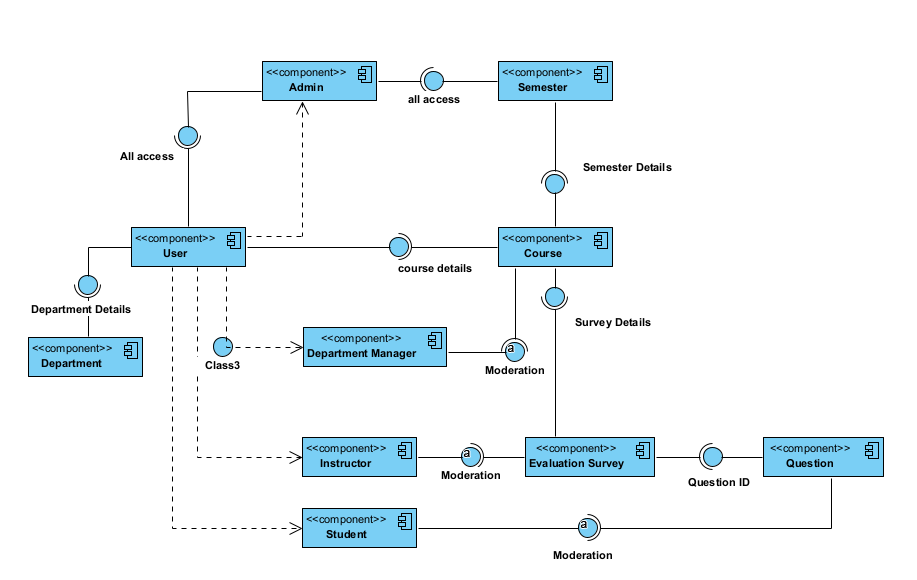 <<component>>
Admin
all access
<<component>>
Semester
All access
Semester Details
<<component>>
User
course details
<<component>>
Course
Department Details
Survey Details
<<component>>
Department
Class3
<<component>>
Department Manager
a
Moderation
<<component>>
Instructor
a
Moderation
<<component>>
Evaluation Survey
Question ID
<<component>>
Question
<<component>>
Student
a
Moderation